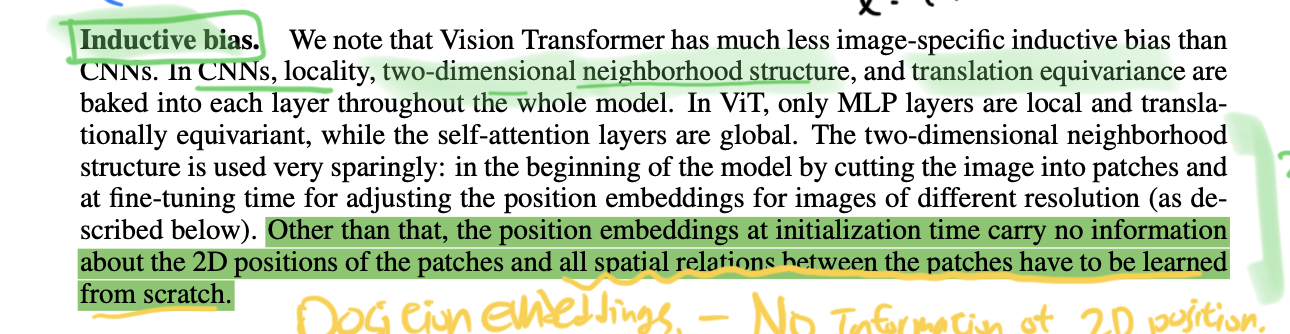 Inductive bias. We note that Vision Transformer has much less image-specific inductive bias than
CNNs. In CNNs, locality, two-dimensional neighborhood structure, and translation equivariance are
baked into each layer throughout the whole model. In ViT, only MLP layers are local and transla-
tionally equivariant, while the self-attention layers are global. The two-dimensional neighborhood
structure is used very sparingly: in the beginning of the model by cutting the image into patches and
at fine-tuning time for adjusting the position embeddings for images of different resolution (as de-
scribed below). Other than that, the position embeddings at initialization time carry no information
about the 2D positions of the patches and all spatial relations between the patches have to be learned
from scratch.
Position embeddings. – No Information of 2D position.